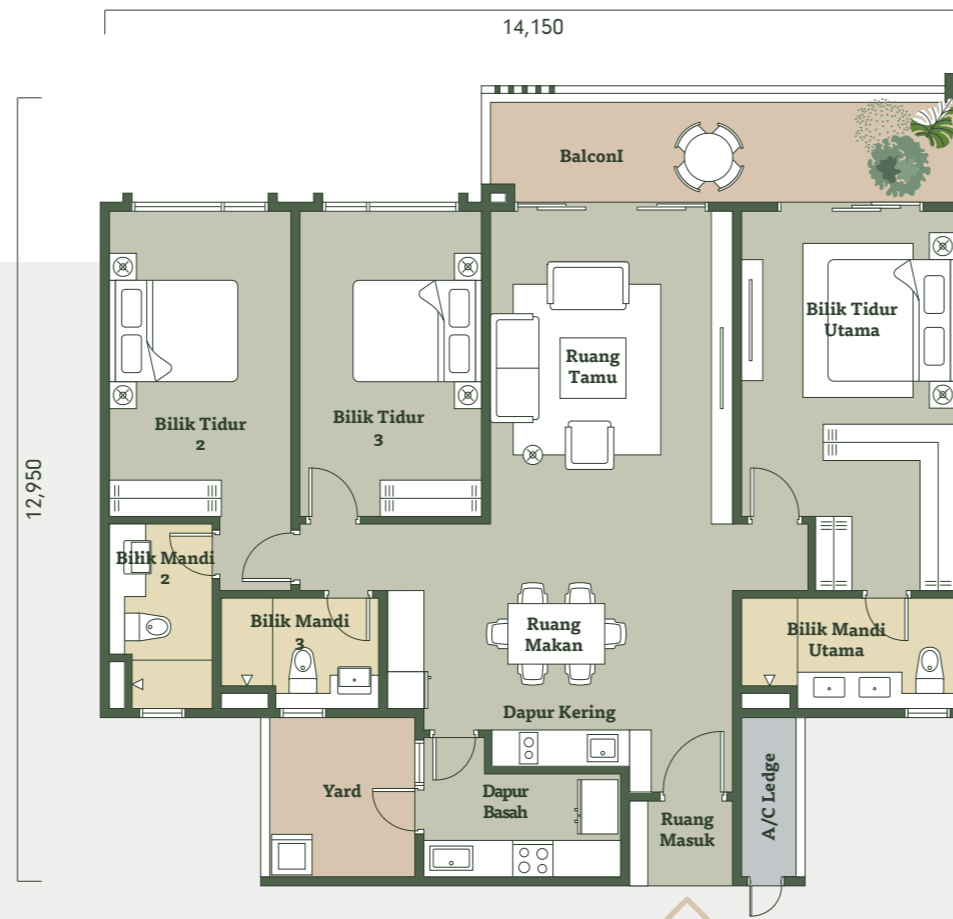 14,150
12,950
BalconI
Bilik Tidur
2
Bilik Tidur
3
Ruang
Tamu
Bilik Tidur
Utama
Bilik Mandi
2
Bilik Mandi
3
Ruang
Makan
Bilik Mandi
Utama
Dapur Kering
Yard
Dapur
Basah
Ruang
Masuk
A/C Ledge